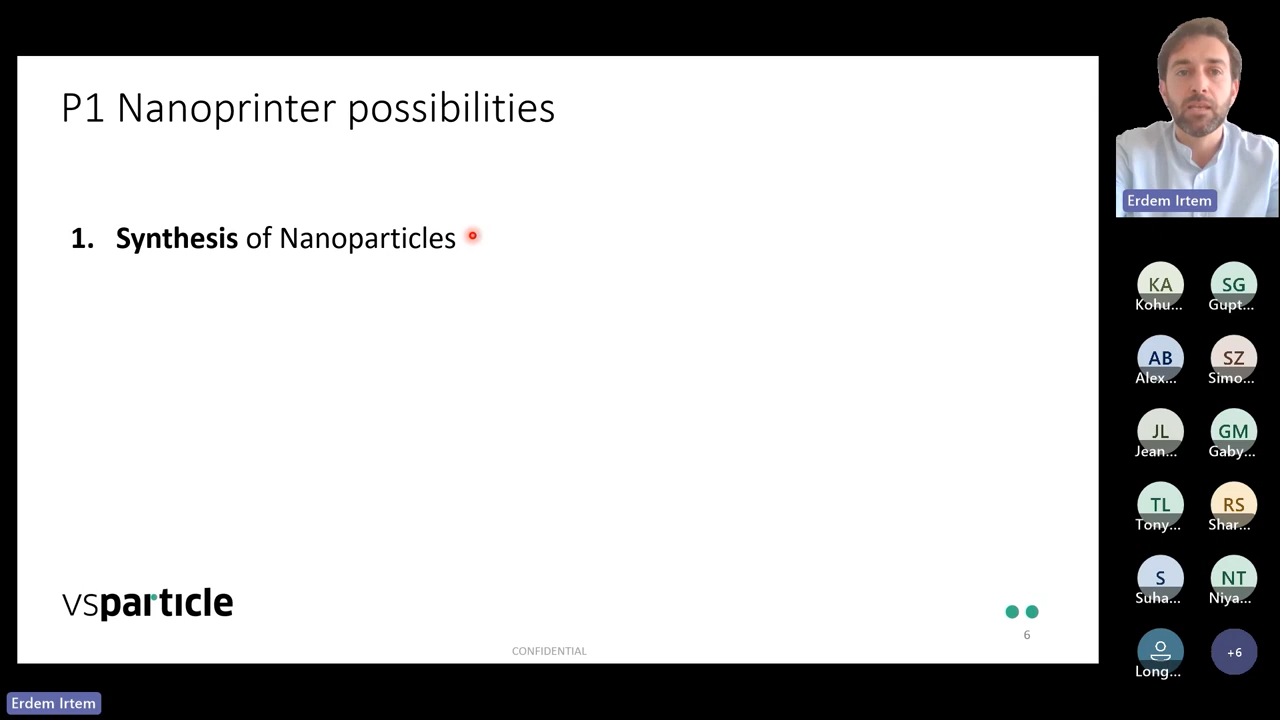 P1 Nanoprinter possibilities
1. Synthesis of Nanoparticles
vsparticle
6
CONFIDENTIAL
Erdem Irtem
KA
Kohu...
SG
Gupt...
AB
Alex...
SZ
Simo...
JL
Jean...
GM
Gaby...
TL
Tony...
RS
Shar...
S
Suha...
NT
Niya...
Long...
+6
Erdem Irtem